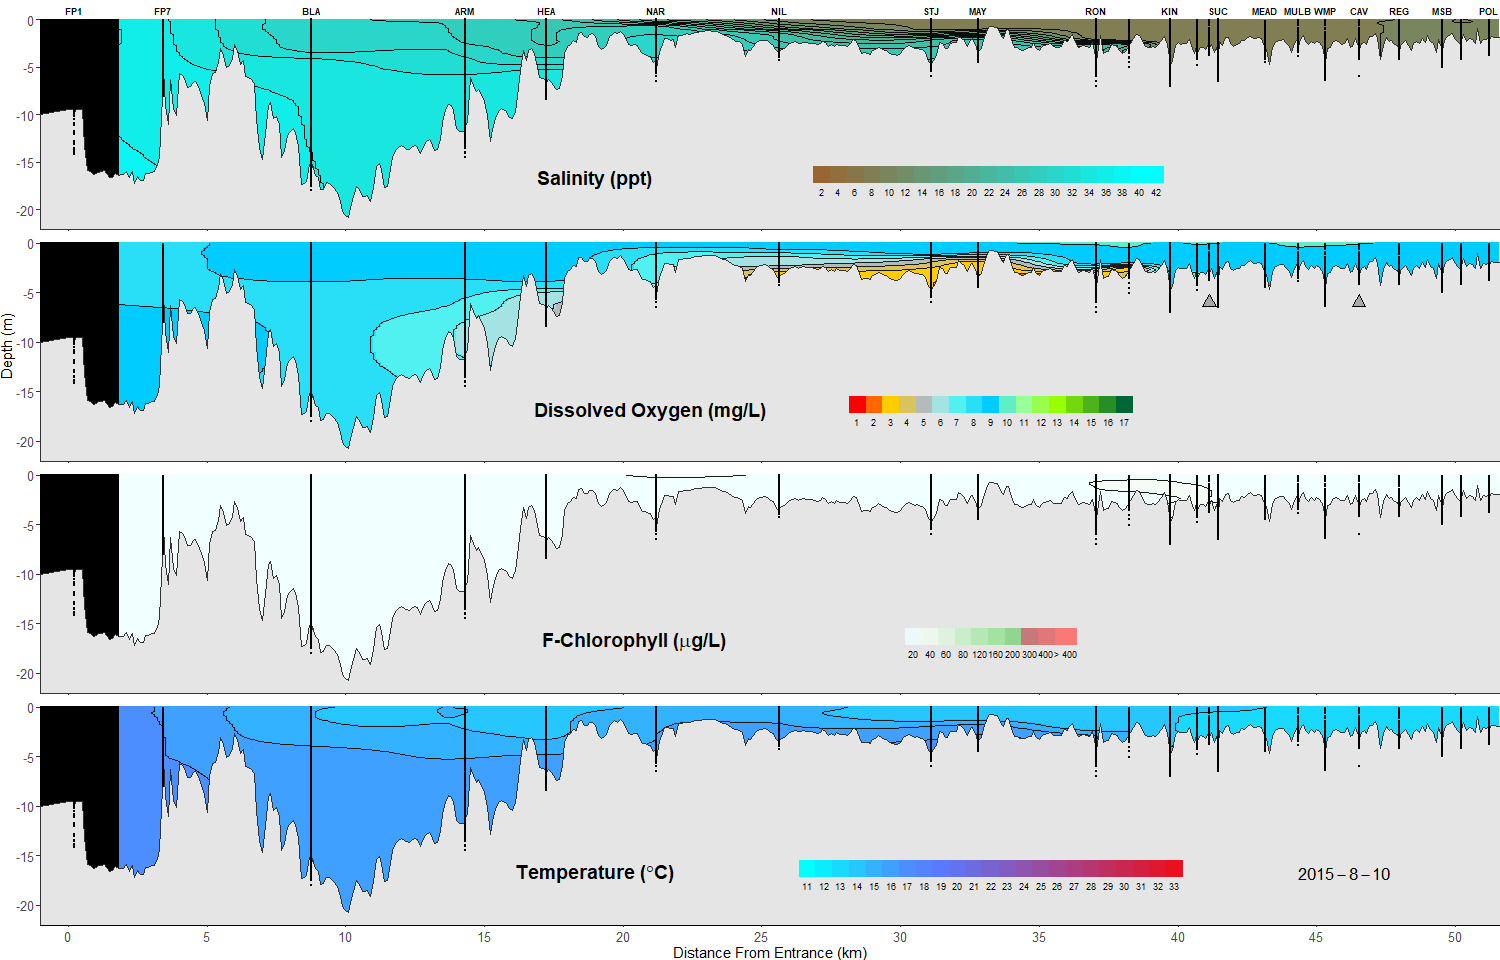 FP1 FP7 BLA ARM HEA NAR NIL STJ MAY RON KIN SUC MEAD MULB WMP CAV REG MSB POL
0
-5
-10
-15
-20
Salinity (ppt)
2 4 6 8 10 12 14 16 18 20 22 24 26 28 30 32 34 36 38 42
0
-5
-10
-15
-20
Depth (m)
Dissolved Oxygen (mg/L)
1 2 3 4 5 6 7 8 9 10 11 12 13 14 15 16 17
0
-5
-10
-15
-20
F-Chlorophyll (μg/L)
20 40 60 80 120 160 200 300 400 > 400
0
-5
-10
-15
-20
Temperature (°C)
11 12 13 14 15 16 17 18 19 20 21 22 23 24 25 26 27 28 29 30 31 32 33
2015-8-10
0 5 10 15 20 25 30 35 40 45 50
Distance From Entrance (km)